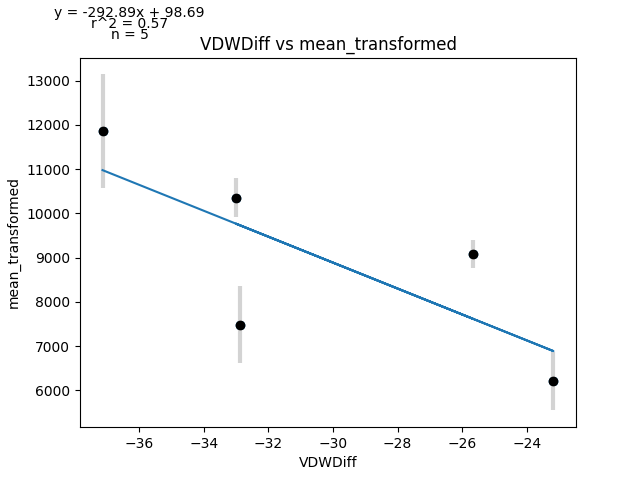 y = -292.89x + 98.69
r^2 = 0.57
n = 5
VDWDiff vs mean_transformed
13000
12000
11000
10000
9000
8000
7000
6000
mean_transformed
−36 −34 −32 −30 −28 −26 −24
VDWDiff